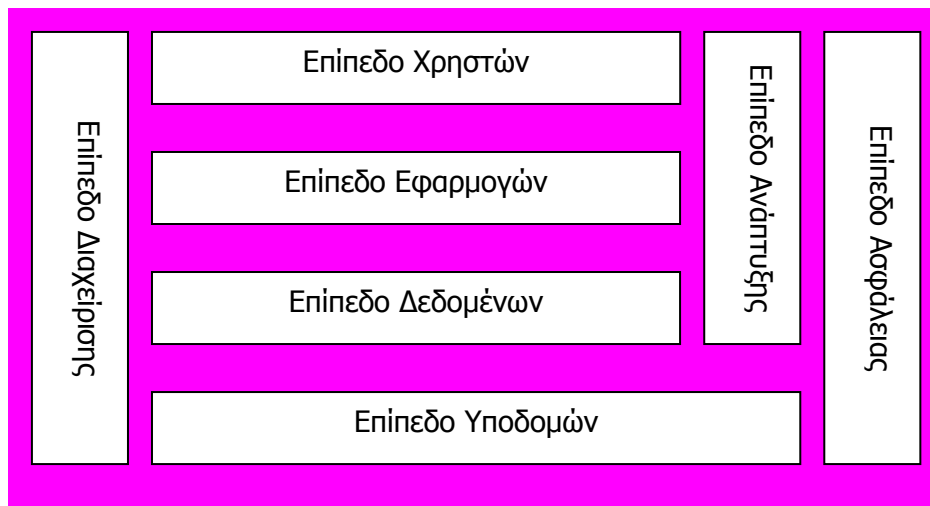 Επίπεδο Διαχείρισης
Επίπεδο Χρηστών
Επίπεδο Εφαρμογών
Επίπεδο Δεδομένων
Επίπεδο Υποδομών
Επίπεδο Ανάπτυξης
Επίπεδο Ασφάλειας